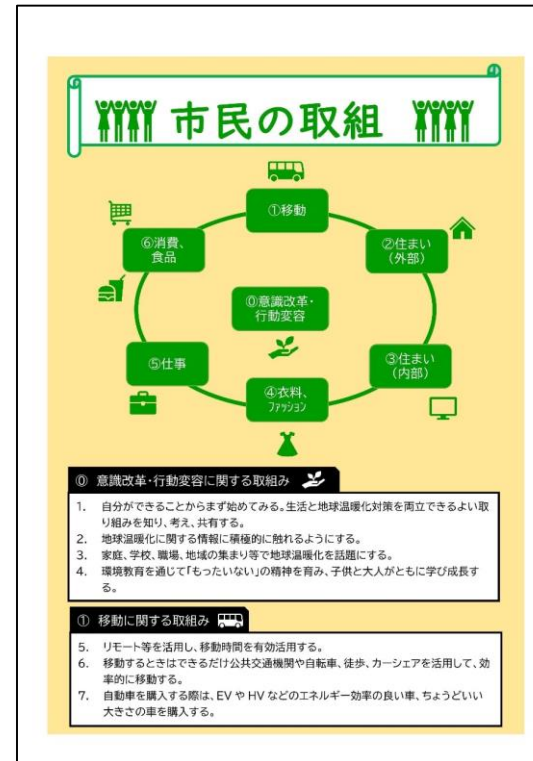 市民の取組
①移動
②住まい
(外部)
③住まい
(内部)
④衣料、
ファッション
⑤仕事
⑥消費、
食品
⓪意識改革・
行動変容
⓪ 意識改革・行動変容に関する取組み
1. 自分ができることからまず始めてみる。生活と地球温暖化対策を両立できるよい取
り組みを知り、考え、共有する。
2. 地球温暖化に関する情報に積極的に触れるようにする。
3. 家庭、学校、職場、地域の集まり等で地球温暖化を話題にする。
4. 環境教育を通じて「もったいない」の精神を育み、子供と大人がともに学び成長す
る。
① 移動に関する取組み
5. リモート等を活用し、移動時間を有効活用する。
6. 移動するときはできるだけ公共交通機関や自転車、徒歩、カーシェアを活用して、効
率的に移動する。
7. 自動車を購入する際は、EV や HV などのエネルギー効率の良い車、ちょうどいい
大きさの車を購入する。